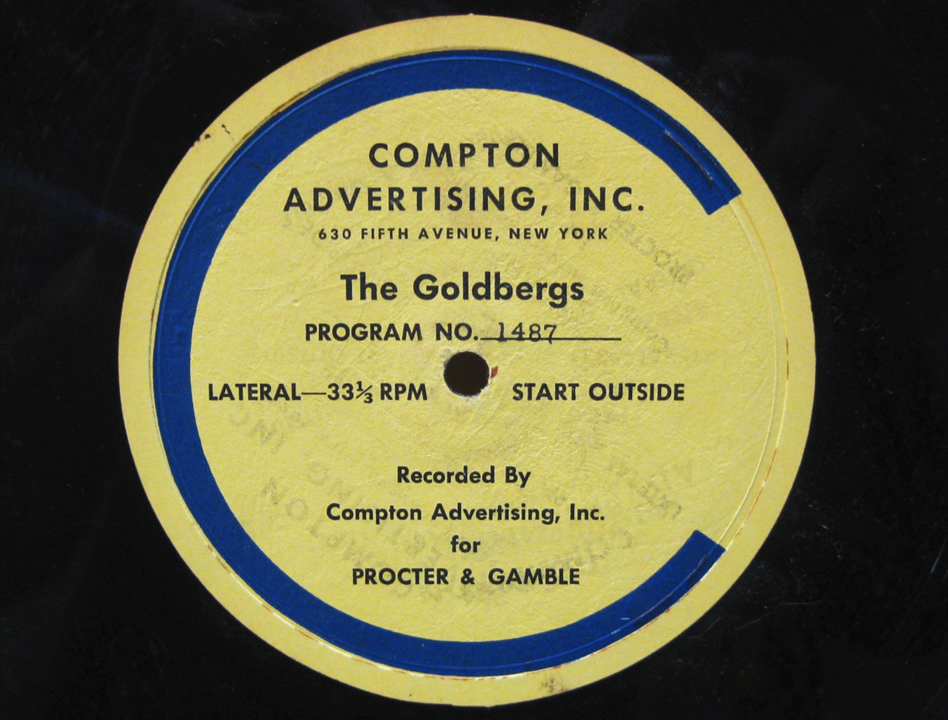 COMPTON
ADVERTISING, INC.
630 FIFTH AVENUE, NEW YORK
The Goldbergs
PROGRAM NO. 1487
LATERAL—33⅓ RPM START OUTSIDE
Recorded By
Compton Advertising, Inc.
for
PROCTER & GAMBLE